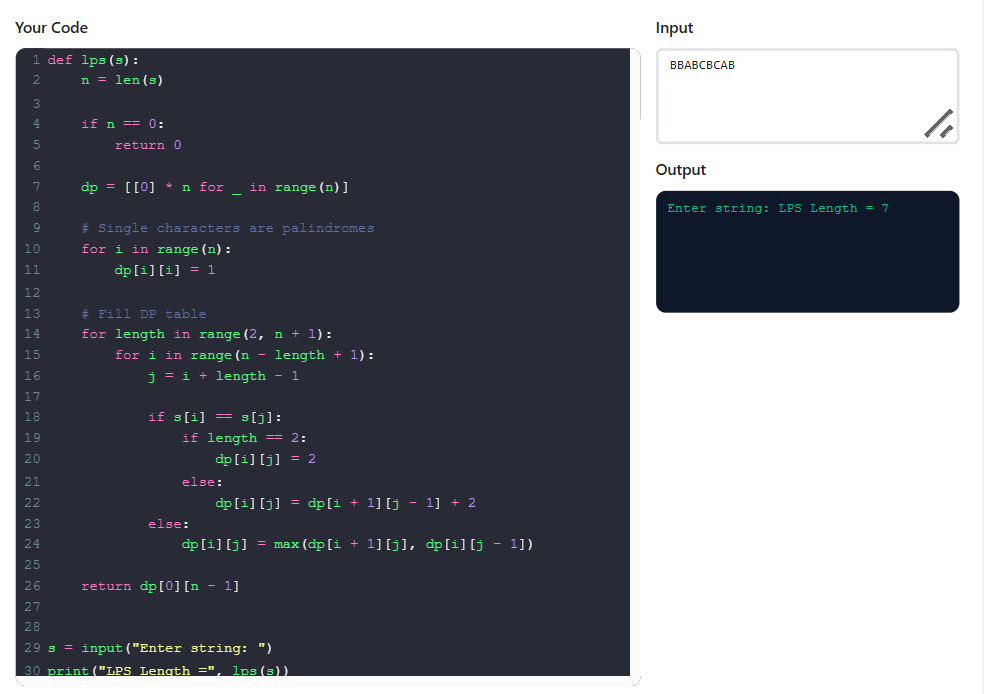 Your Code
1 def lps(s):
2     n = len(s)
3
4     if n == 0:
5         return 0
6
7     dp = [[0] * n for _ in range(n)]
8
9     # Single characters are palindromes
10     for i in range(n):
11         dp[i][i] = 1
12
13     # Fill DP table
14     for length in range(2, n + 1):
15         for i in range(n - length + 1):
16             j = i + length - 1
17
18             if s[i] == s[j]:
19                 if length == 2:
20                     dp[i][j] = 2
21                 else:
22                     dp[i][j] = dp[i + 1][j - 1] + 2
23             else:
24                 dp[i][j] = max(dp[i + 1][j], dp[i][j - 1])
25
26     return dp[0][n - 1]
27
28
29 s = input("Enter string: ")
30 print("LPS Length =", lps(s))
Input
BBABCBCAB
Output
Enter string: LPS Length = 7